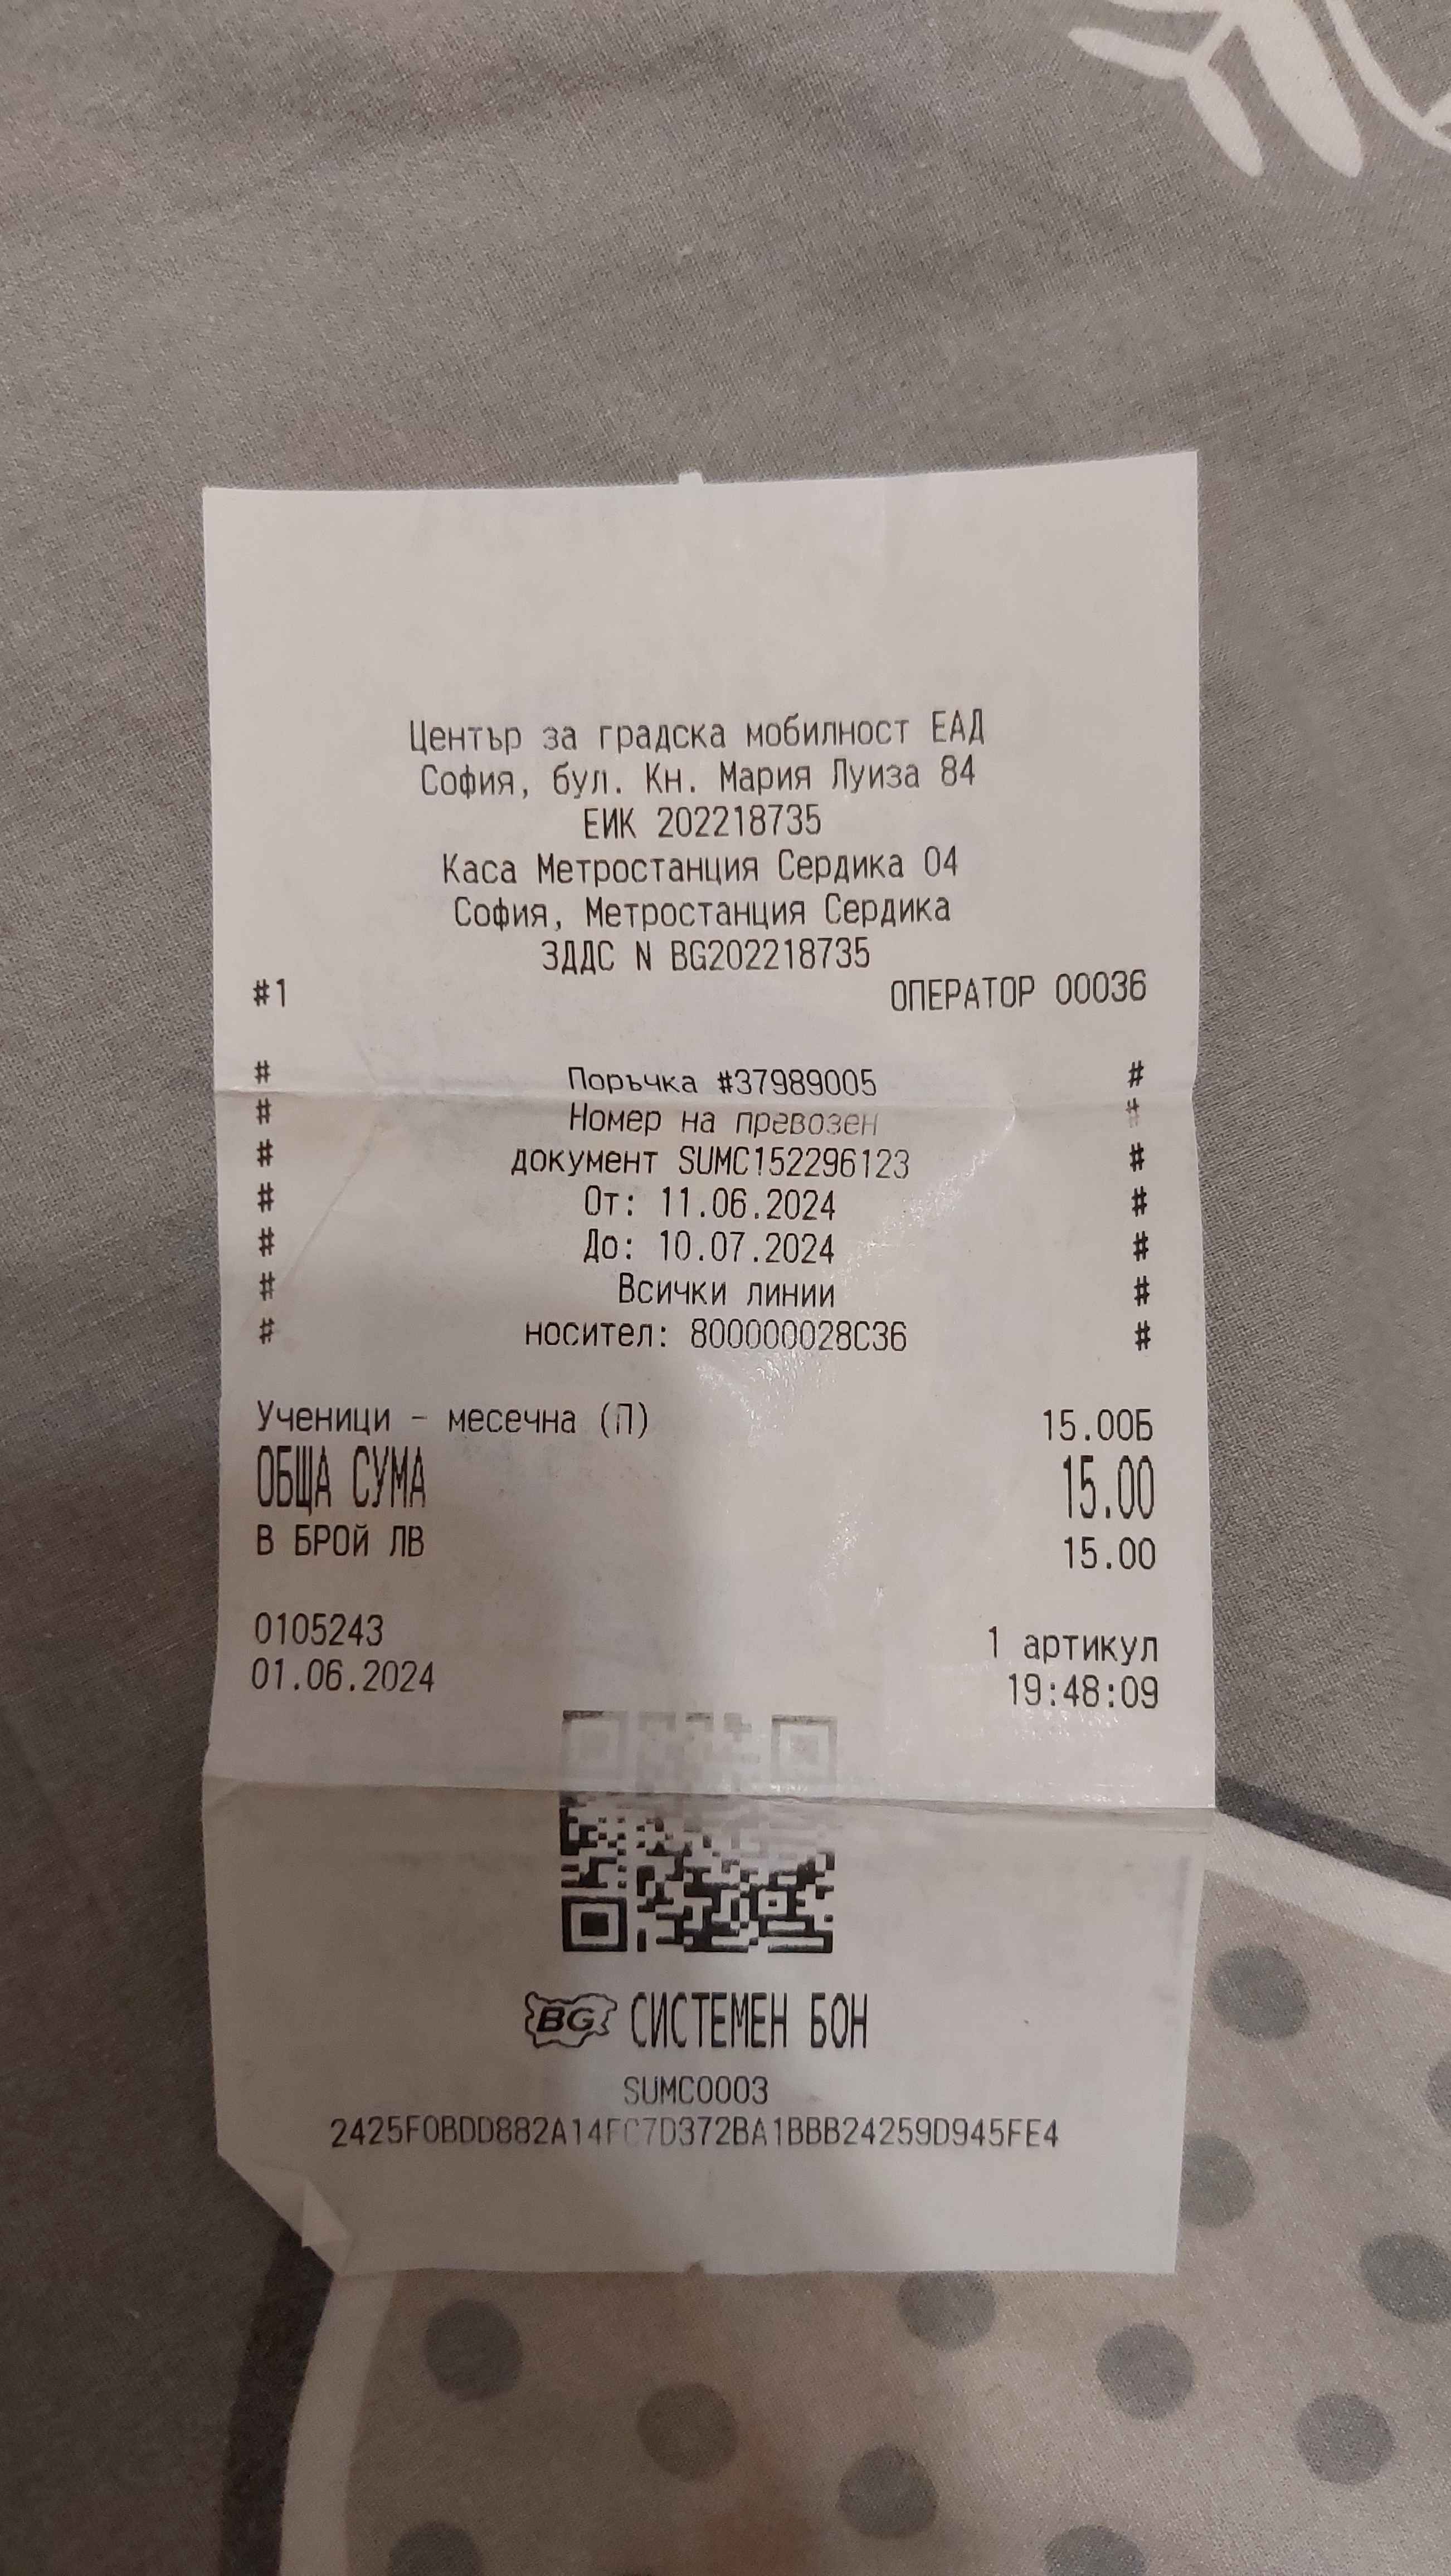 Център за градска мобилност ЕАД
София, бул. Кн. Мария Луиза 84
ЕИК 202218735
Каса Метростанция Сердика 04
София, Метростанция Сердика
ЗДДС N BG202218735
#1 ОПЕРАТОР 00036
# Поръчка #37989005 #
# Номер на превозен #
# документ SUMC152296123 #
# От: 11.06.2024 #
# До: 10.07.2024 #
# Всички линии #
# носител: 800000028C36 #
Ученици - месечна (П) 15.00Б
ОБЩА СУМА 15.00
В БРОЙ ЛВ 15.00
0105243 1 артикул
01.06.2024 19:48:09
BG СИСТЕМЕН БОН
SUMC0003
2425F0BDD882A14FC7D372BA1BBB24259D945FE4